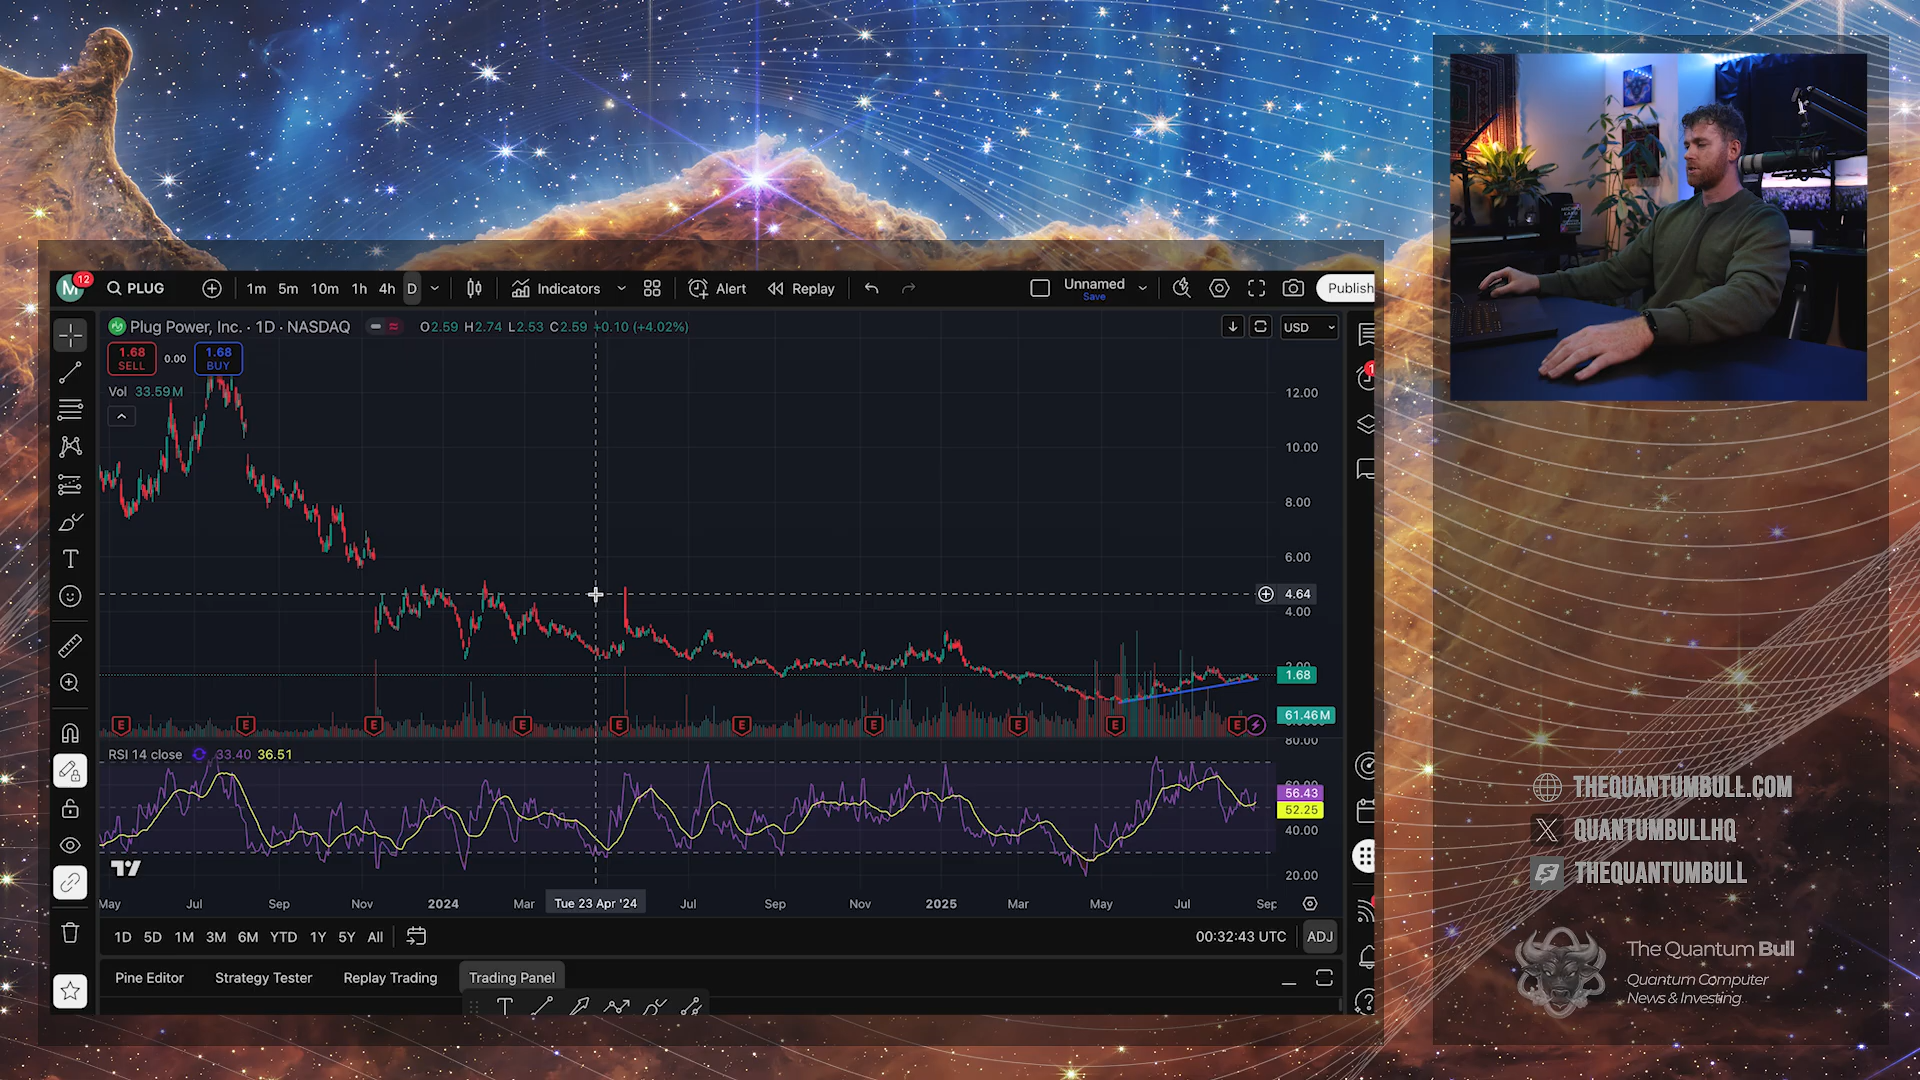 M 12 PLUG 1m 5m 10m 1h 4h D Indicators Alert Replay Unnamed Publish
Save
Plug Power, Inc. · 1D · NASDAQ O2.59 H2.74 L2.53 C2.59 +0.10 (+4.02%) USD
1.68 0.00 1.68
SELL BUY
Vol 33.59M
12.00
10.00
8.00
6.00
4.64
4.00
2.00
1.68
E E E E E E E E E E
61.46M
80.00
RSI 14 close 33.40 36.51
60.00
56.43
52.25
40.00
20.00
May Jul Sep Nov 2024 Mar Tue 23 Apr '24 Jul Sep Nov 2025 Mar May Jul Sep
1D 5D 1M 3M 6M YTD 1Y 5Y All 00:32:43 UTC ADJ
Pine Editor Strategy Tester Replay Trading Trading Panel
THEQUANTUMBULL.COM
QUANTUMBULLHQ
THEQUANTUMBULL
The Quantum Bull
Quantum Computer
News & Investing